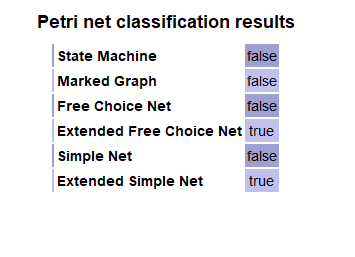 Petri net classification results
State Machine false
Marked Graph false
Free Choice Net false
Extended Free Choice Net true
Simple Net false
Extended Simple Net true